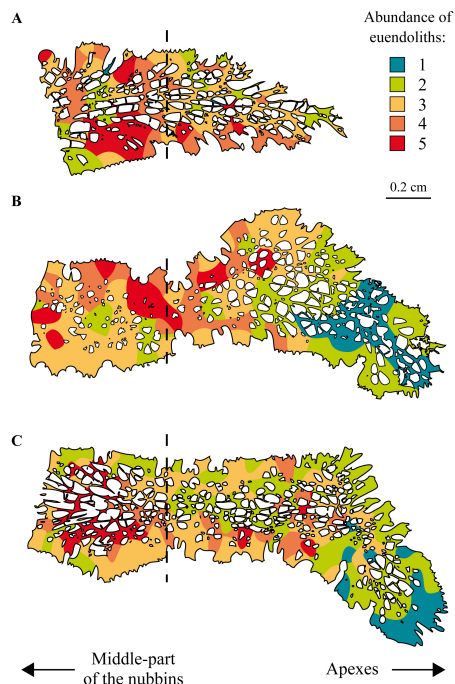 A
Abundance of
euendoliths:
1
2
3
4
5
0.2 cm
B
C
Middle-part
of the nubbins
Apexes